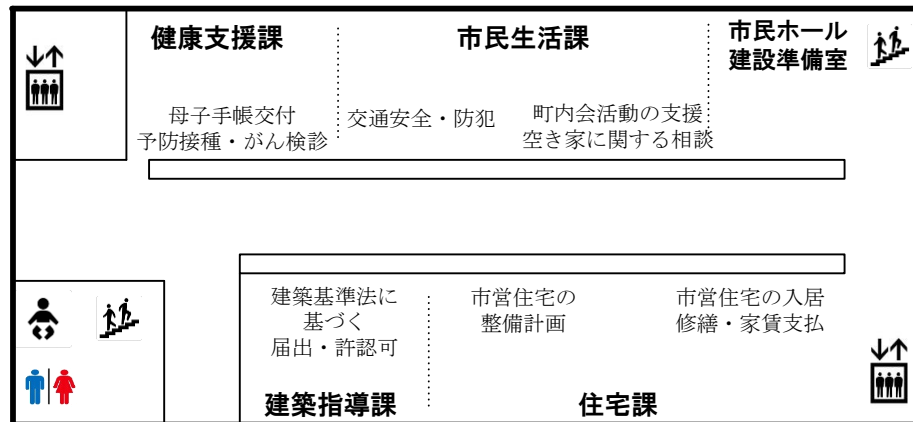 健康支援課
母子手帳交付
予防接種・がん検診
市民生活課
交通安全・防犯
町内会活動の支援
空き家に関する相談
市民ホール
建設準備室
建築基準法に
基づく
届出・許認可
建築指導課
市営住宅の
整備計画
市営住宅の入居
修繕・家賃支払
住宅課